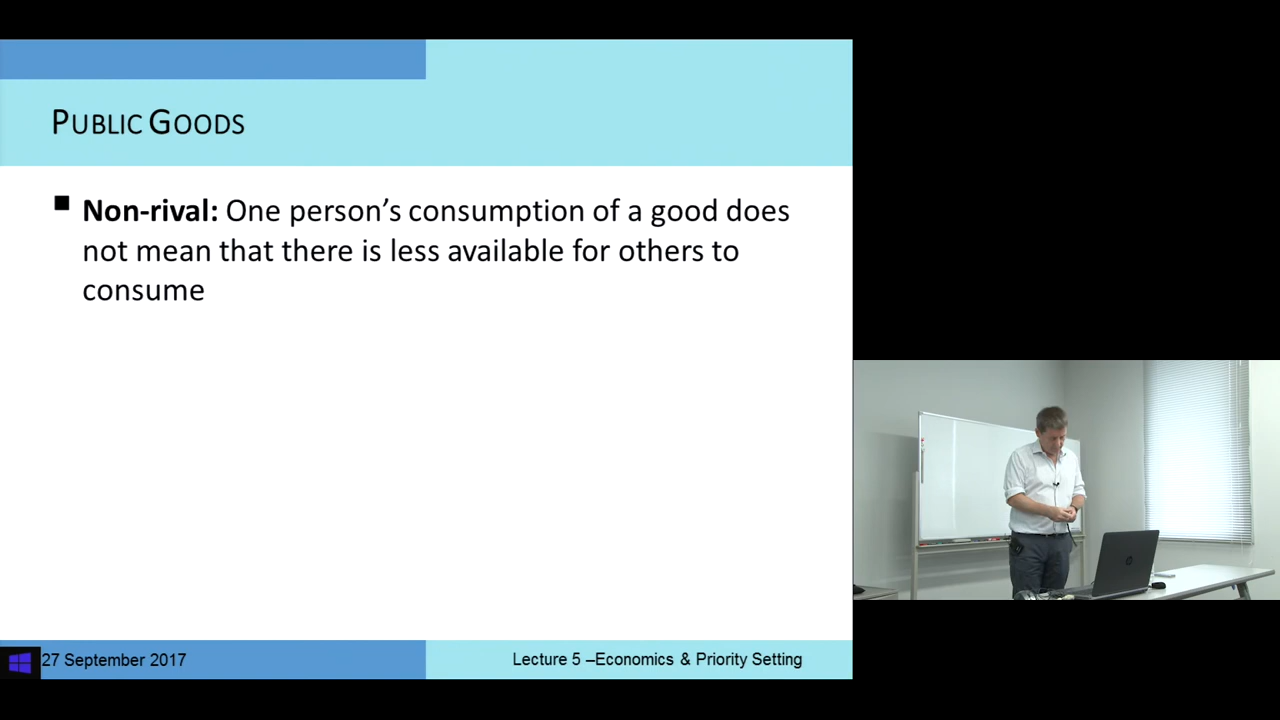 PUBLIC GOODS
Non-rival: One person’s consumption of a good does
not mean that there is less available for others to
consume
27 September 2017
Lecture 5 –Economics & Priority Setting